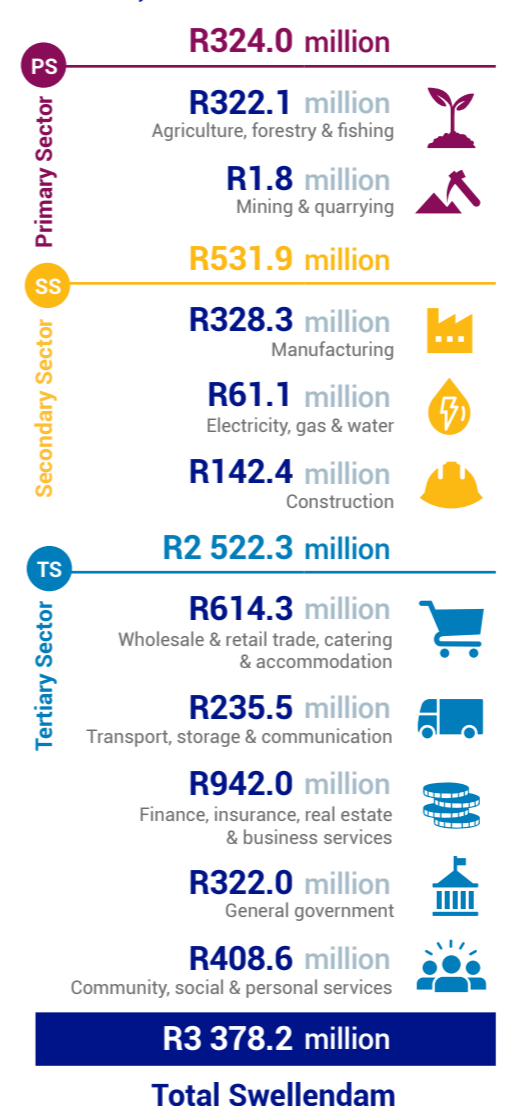 R324.0 million
PS
Primary Sector
R322.1 million
Agriculture, forestry & fishing
R1.8 million
Mining & quarrying
R531.9 million
SS
Secondary Sector
R328.3 million
Manufacturing
R61.1 million
Electricity, gas & water
R142.4 million
Construction
R2 522.3 million
TS
Tertiary Sector
R614.3 million
Wholesale & retail trade, catering
& accommodation
R235.5 million
Transport, storage & communication
R942.0 million
Finance, insurance, real estate
& business services
R322.0 million
General government
R408.6 million
Community, social & personal services
R3 378.2 million
Total Swellendam